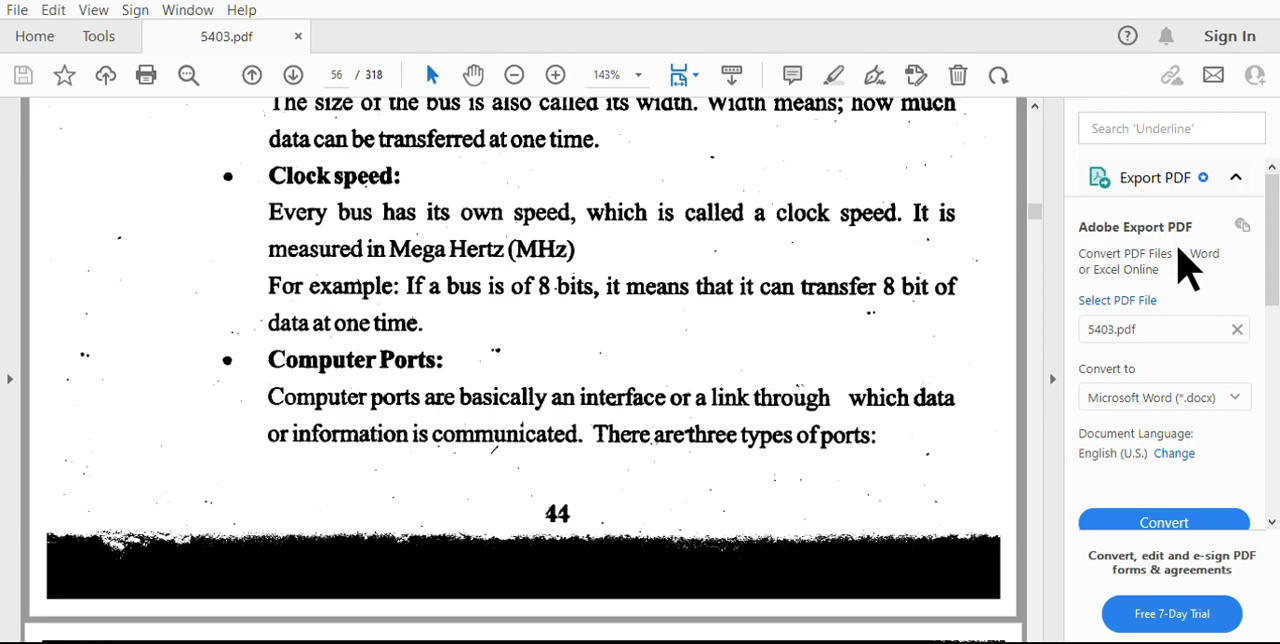 File Edit View Sign Window Help
Home Tools 5403.pdf × Sign In
56 / 318 143%
The size of the bus is also called its width. Width means; how much
data can be transferred at one time.
• Clock speed:
Every bus has its own speed, which is called a clock speed. It is
measured in Mega Hertz (MHz)
For example: If a bus is of 8 bits, it means that it can transfer 8 bit of
data at one time.
• Computer Ports:
Computer ports are basically an interface or a link through which data
or information is communicated. There are three types of ports:
44
Search 'Underline'
Export PDF
Adobe Export PDF
Convert PDF Files Word
or Excel Online
Select PDF File
5403.pdf
Convert to
Microsoft Word (*.docx)
Document Language:
English (U.S.) Change
Convert
Convert, edit and e-sign PDF
forms & agreements
Free 7-Day Trial